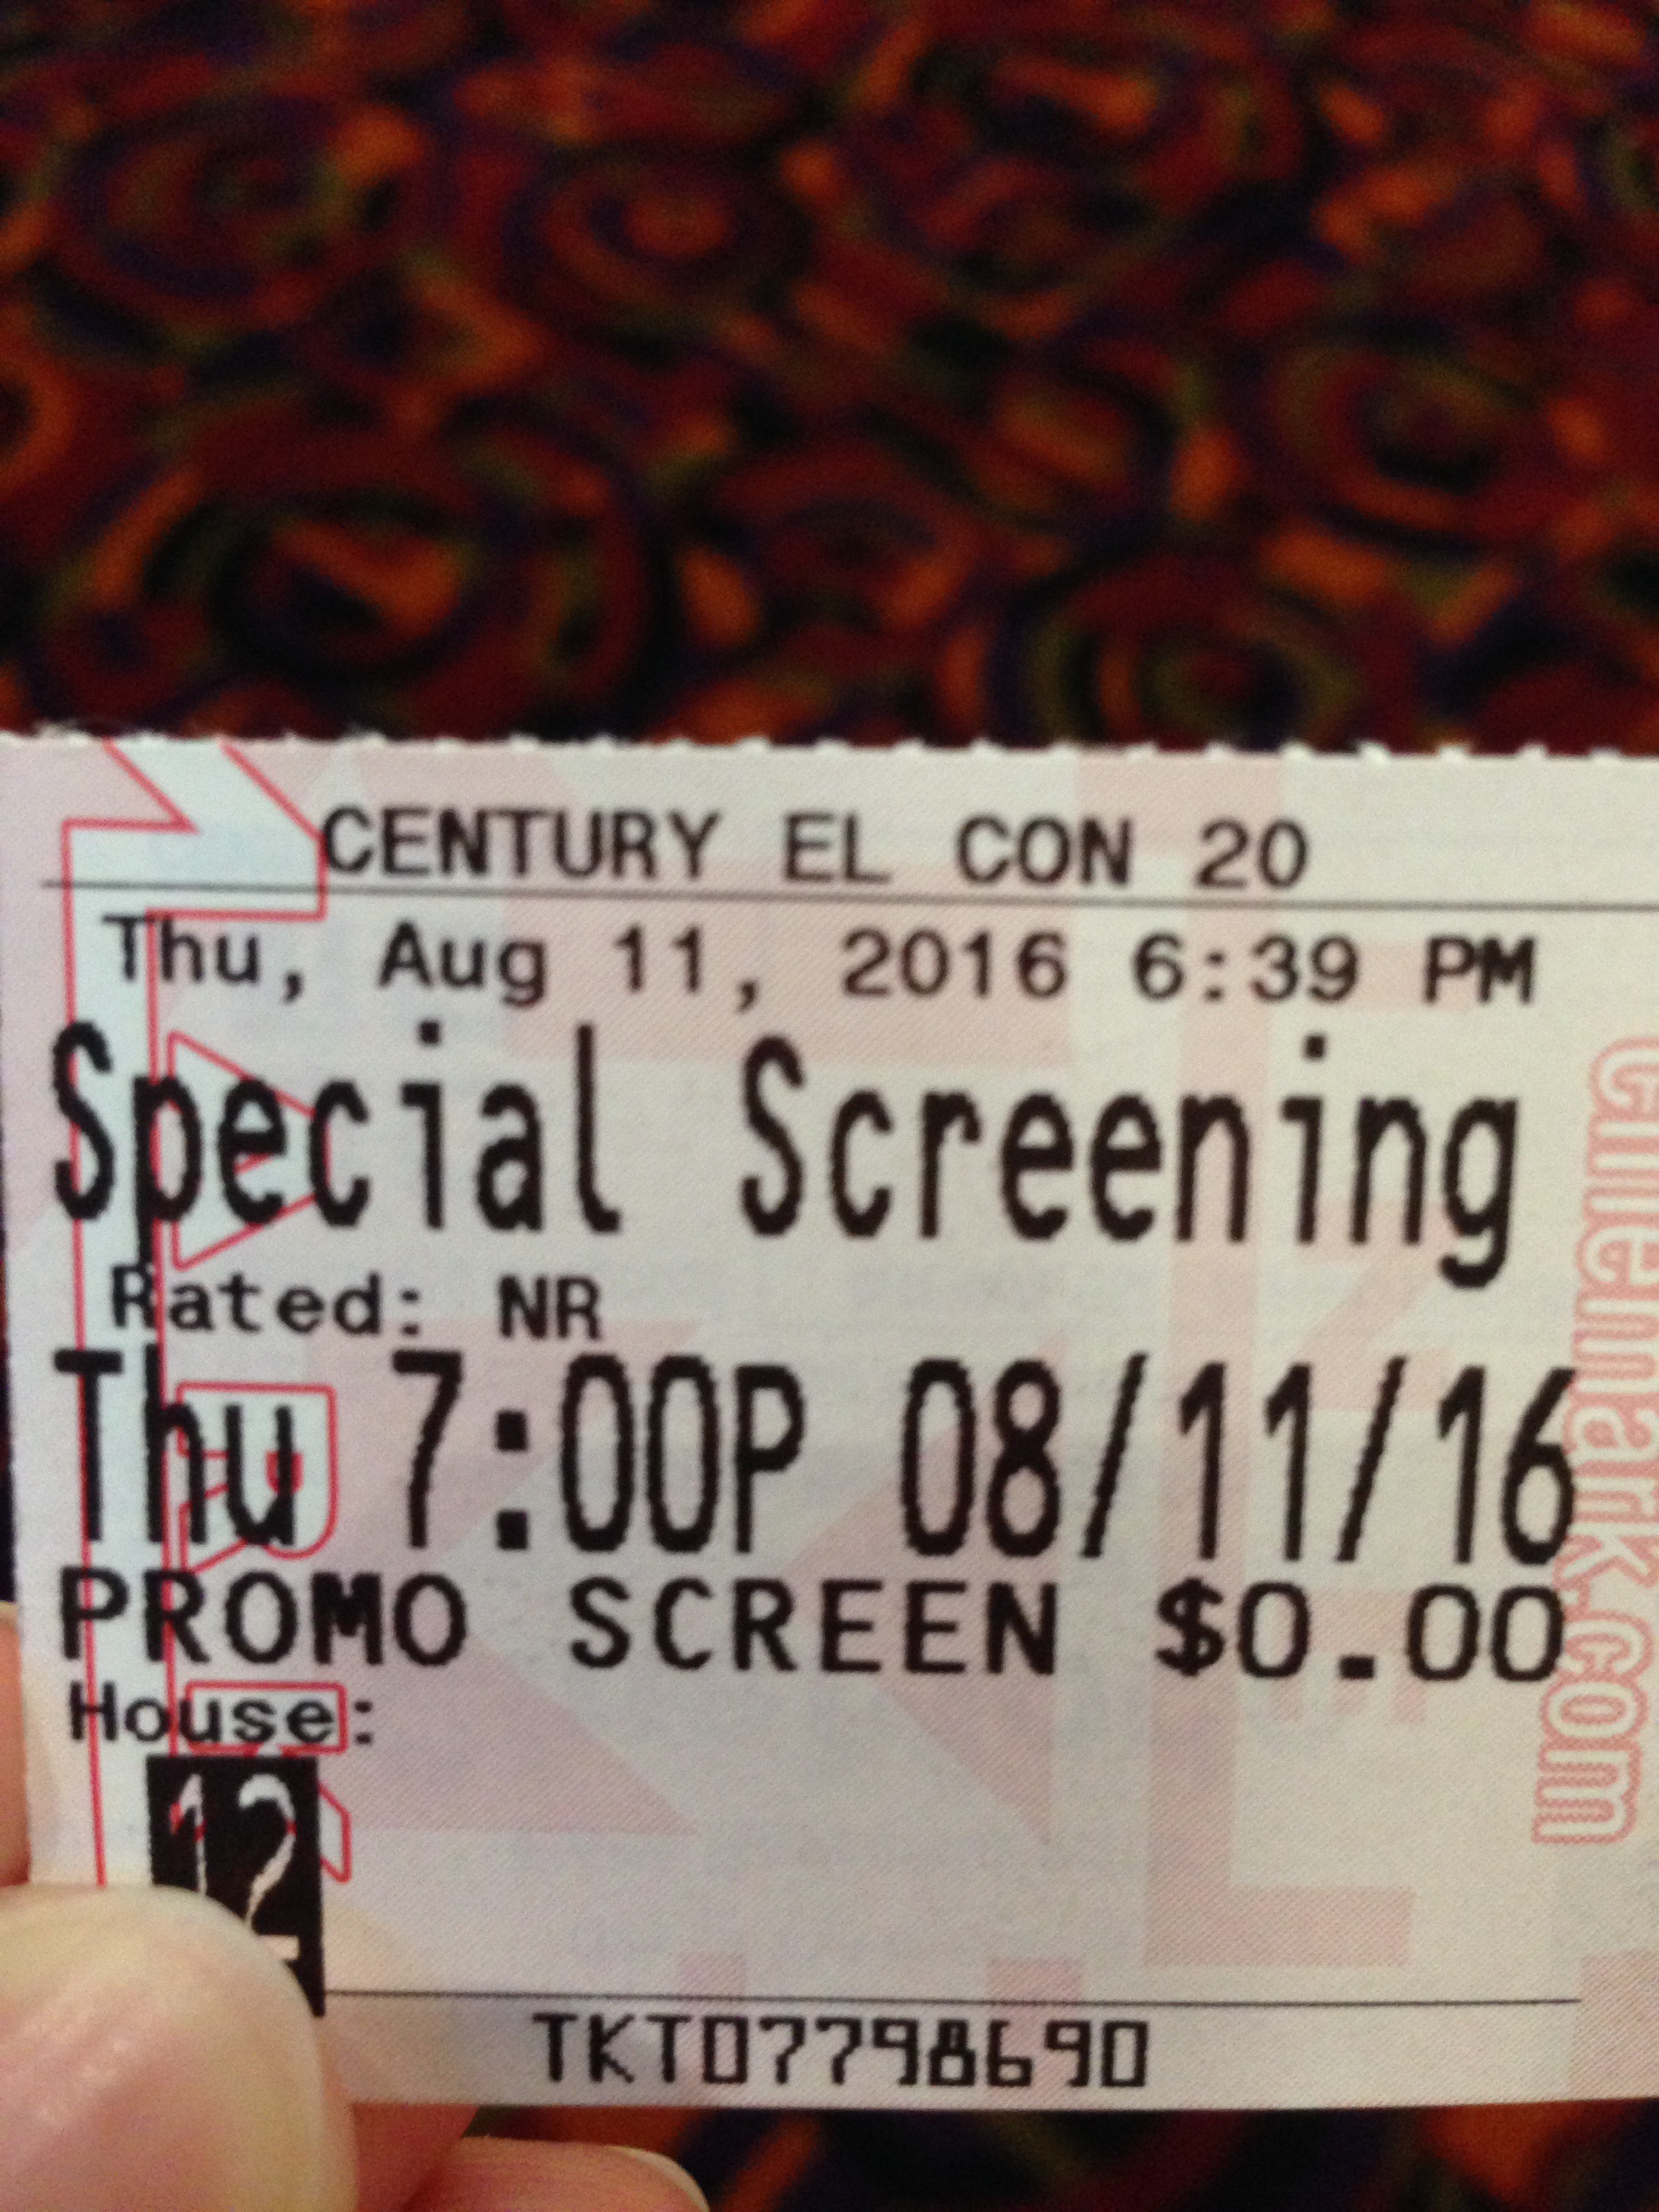 CENTURY EL CON 20
Thu, Aug 11, 2016 6:39 PM
Special Screening
Rated: NR
Thu 7:00P 08/11/16
PROMO SCREEN $0.00
House:
12
TKT07798690
cinemark.com